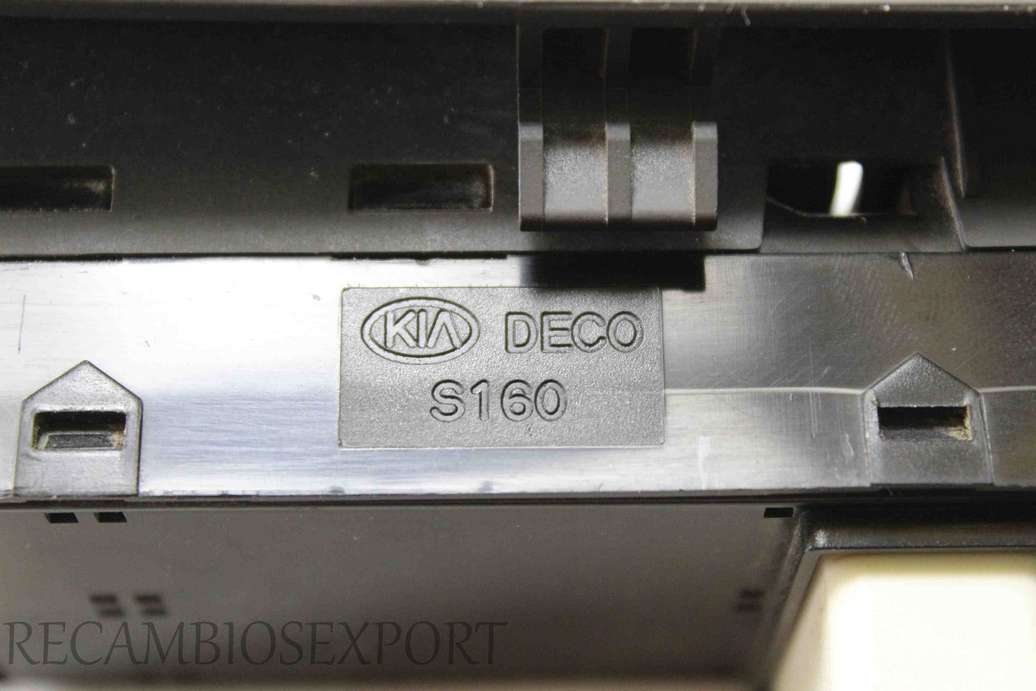 KIA DECO
S160
RECAMBIOSEXPORT